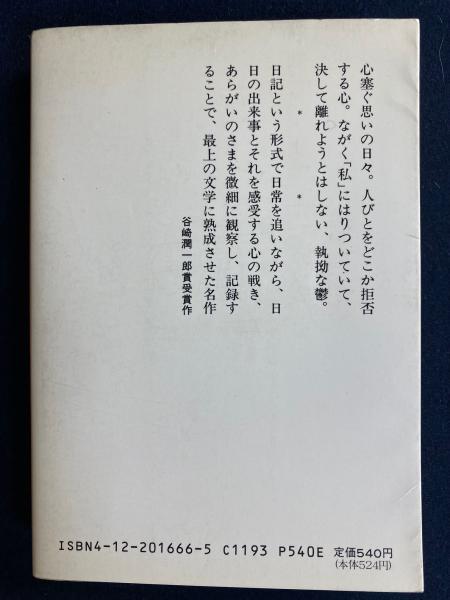 心塞ぐ思いの日々。人びとをどこか拒否
する心。ながく「私」にはりついていて、
決して離れようとはしない、執拗な鬱。
＊　＊
日記という形式で日常を追いながら、日
日の出来事とそれを感受する心の戦き、
あらがいのさまを微細に観察し、記録す
ることで、最上の文学に熟成させた名作
谷崎潤一郎賞受賞作
ISBN4-12-201666-5 C1193 P540E 定価540円
(本体524円)